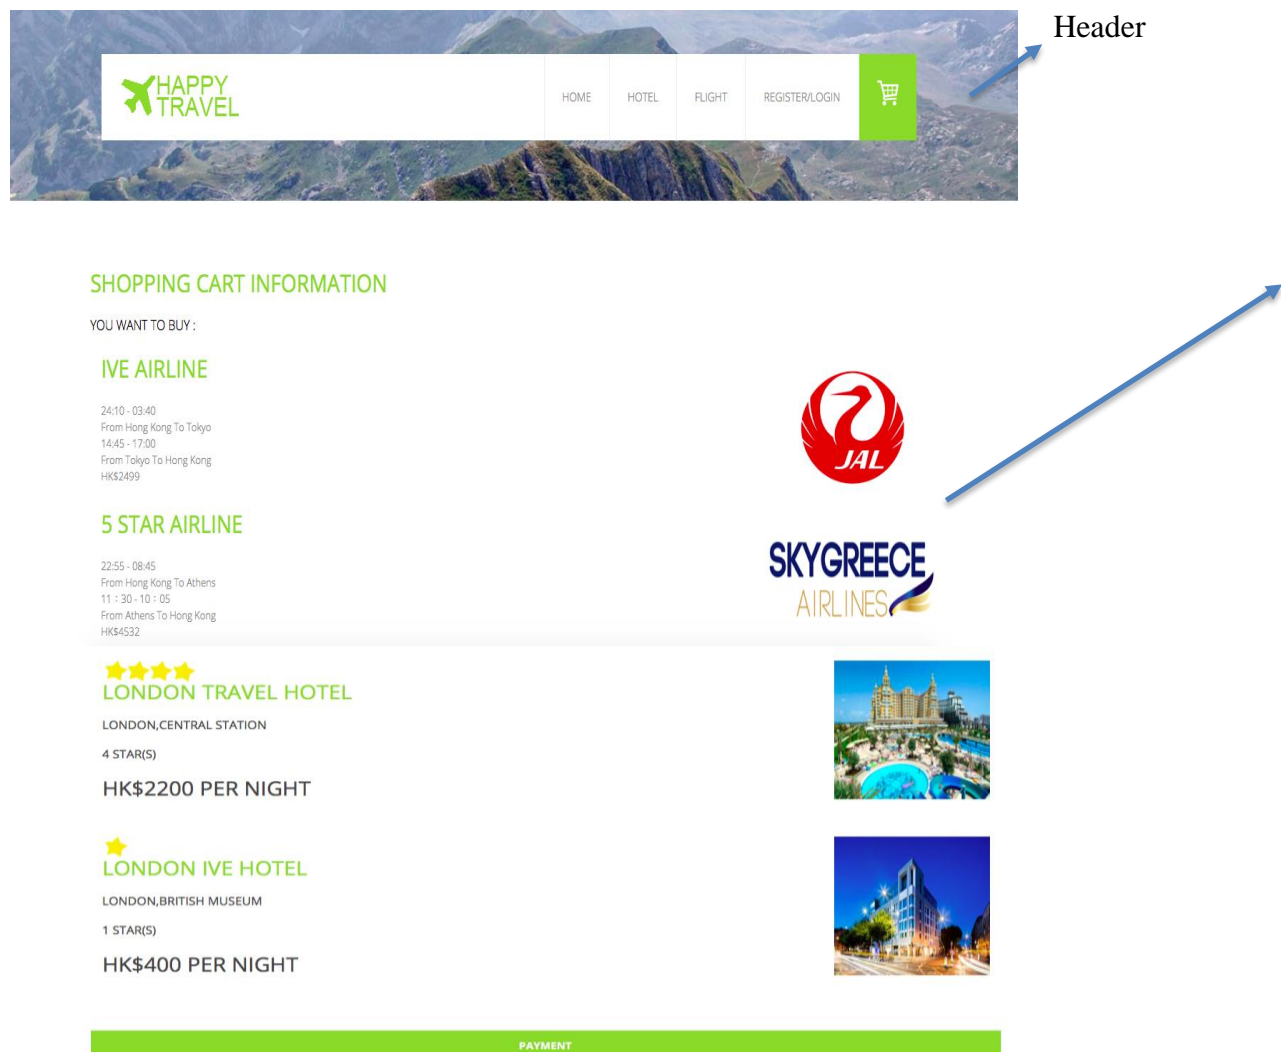 Header
HAPPY
TRAVEL
HOME HOTEL FLIGHT REGISTER/LOGIN
SHOPPING CART INFORMATION
YOU WANT TO BUY :
IVE AIRLINE
24:10 - 03:40
From Hong Kong To Tokyo
14:45 - 17:00
From Tokyo To Hong Kong
HK$2499
JAL
5 STAR AIRLINE
22:55 - 08:45
From Hong Kong To Athens
11：30 - 10：05
From Athens To Hong Kong
HK$4532
SKYGREECE
AIRLINES
LONDON TRAVEL HOTEL
LONDON,CENTRAL STATION
4 STAR(S)
HK$2200 PER NIGHT
LONDON IVE HOTEL
LONDON,BRITISH MUSEUM
1 STAR(S)
HK$400 PER NIGHT
PAYMENT